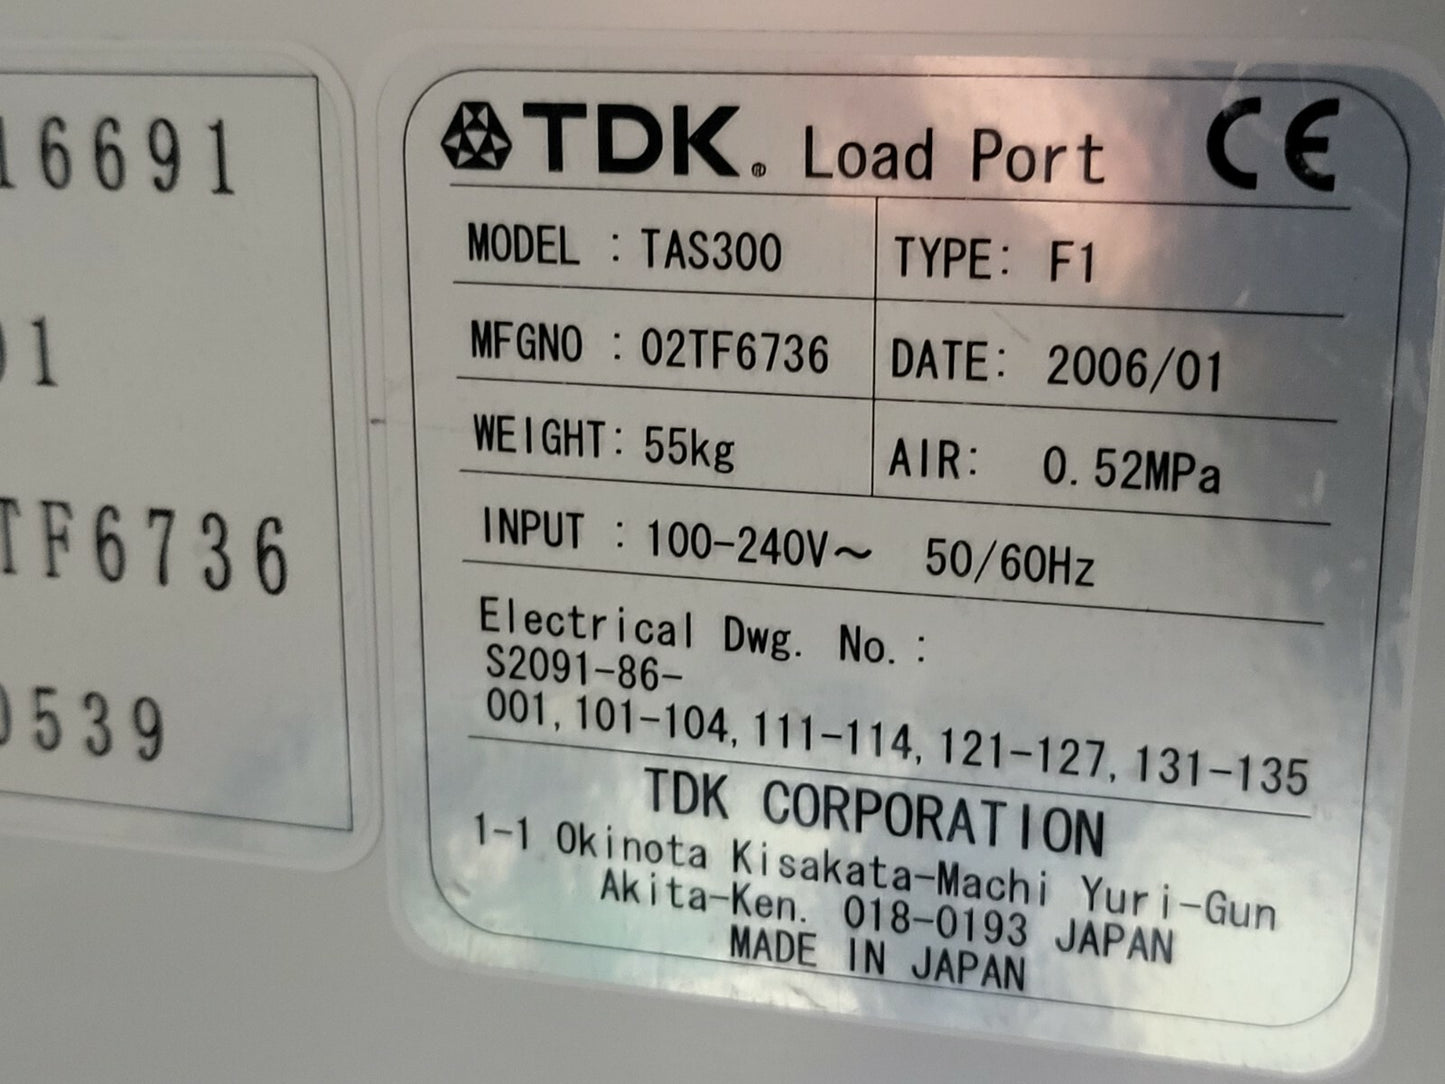 16691
01
TF6736
0539
TDK® Load Port CE
MODEL : TAS300 TYPE: F1
MFGNO : 02TF6736 DATE: 2006/01
WEIGHT: 55kg AIR: 0.52MPa
INPUT : 100-240V～ 50/60Hz
Electrical Dwg. No.:
S2091-86-
001, 101-104, 111-114, 121-127, 131-135
TDK CORPORATION
1-1 Okinota Kisakata-Machi Yuri-Gun
Akita-Ken. 018-0193 JAPAN
MADE IN JAPAN